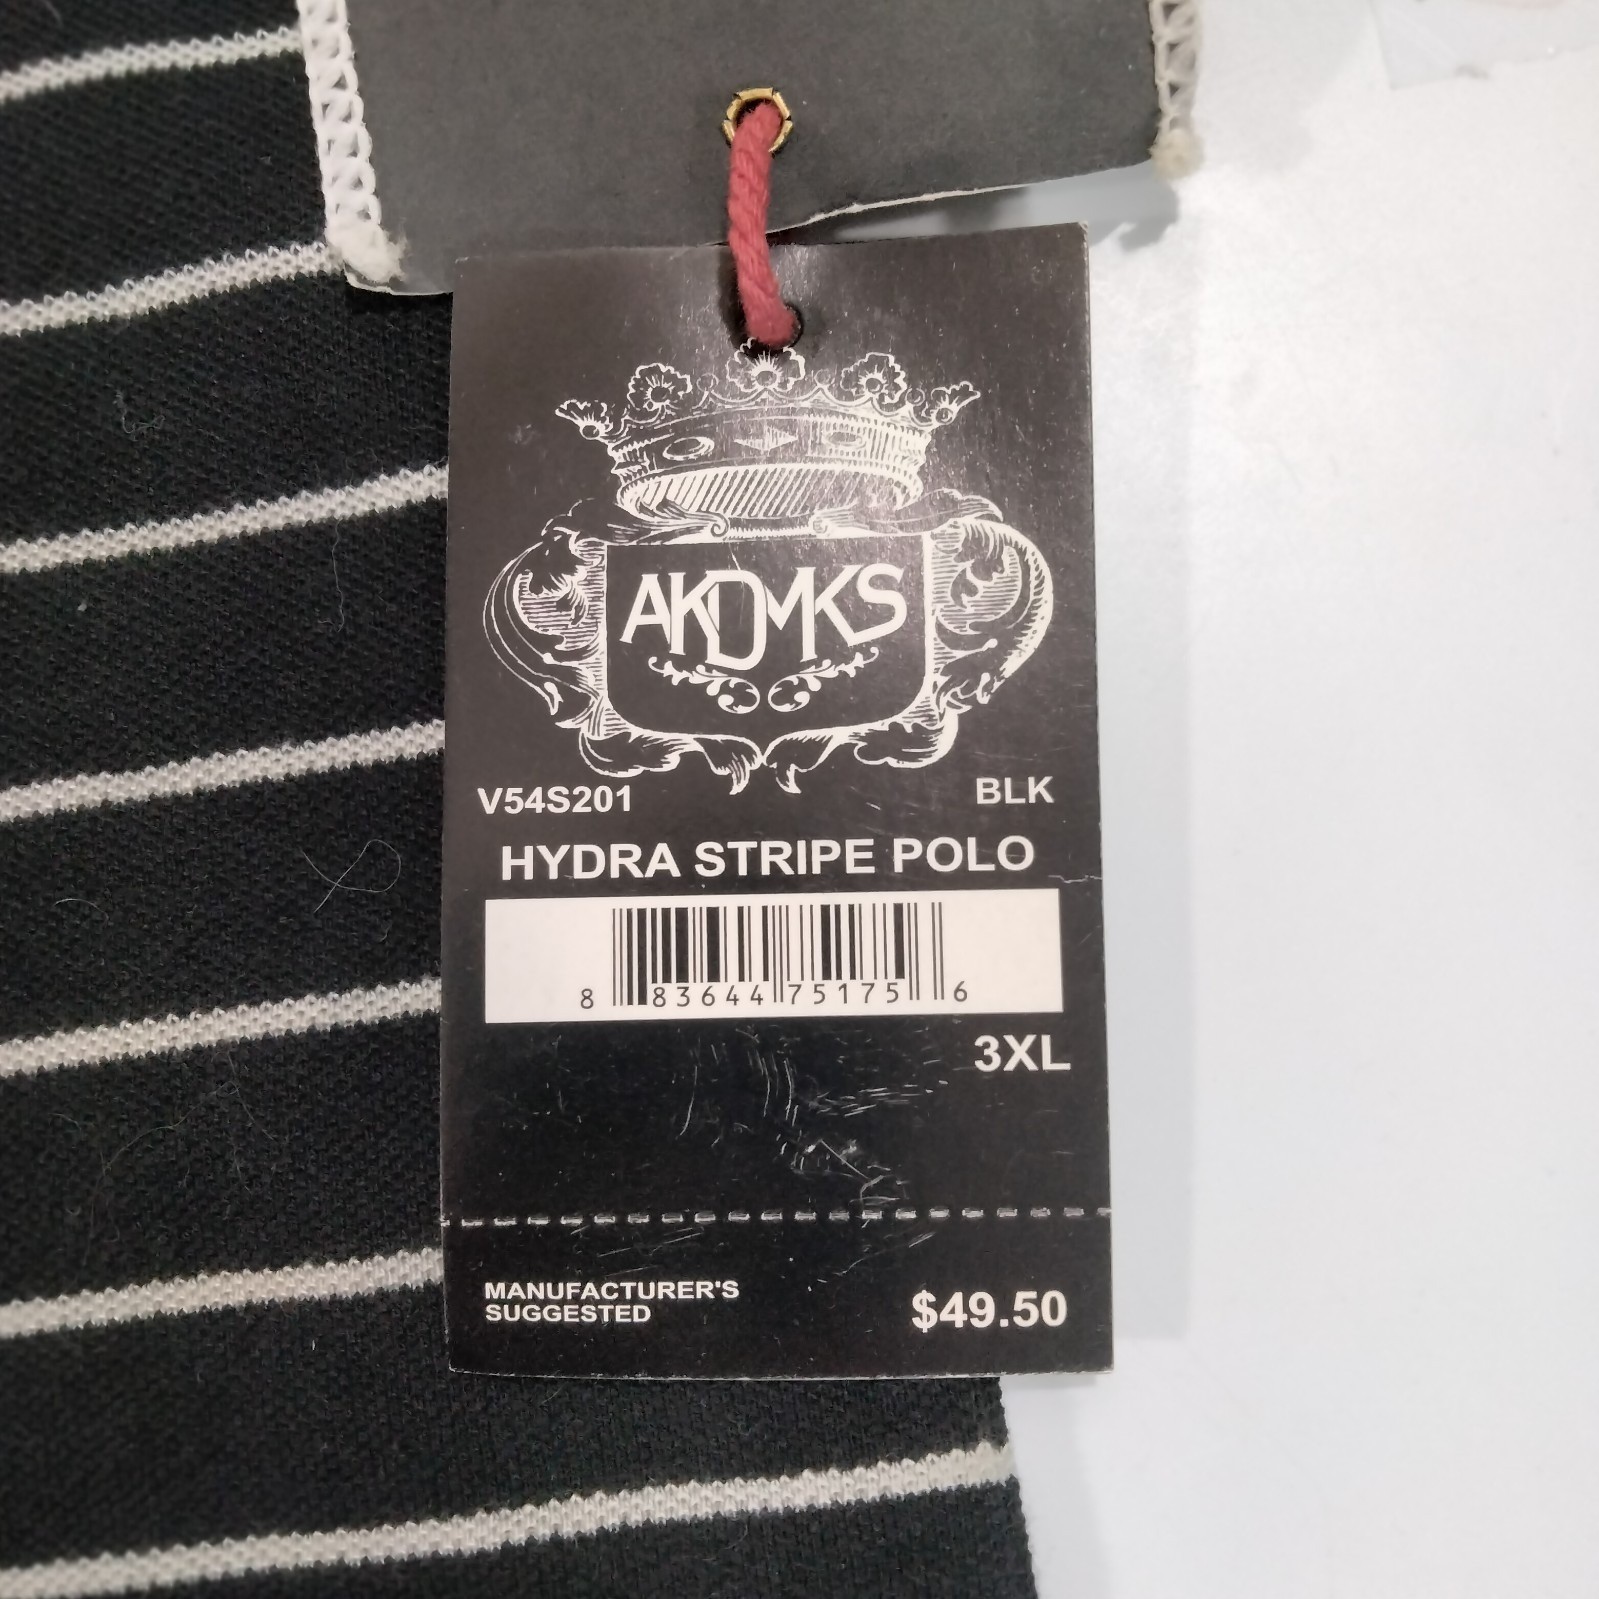 AKDMKS
V54S201 BLK
HYDRA STRIPE POLO
8 83644 75175 6
3XL
MANUFACTURER'S
SUGGESTED $49.50